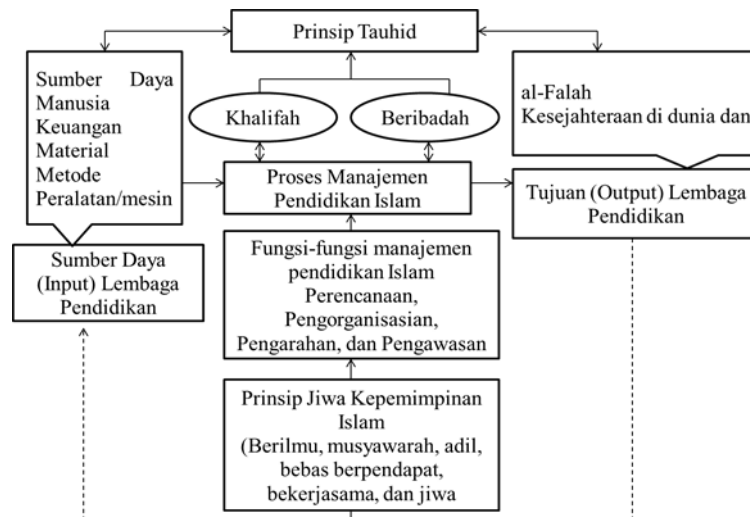 Prinsip Tauhid
Sumber Daya
Manusia
Keuangan
Material
Metode
Peralatan/mesin
Khalifah
Beribadah
al-Falah
Kesejahteraan di dunia dan
Proses Manajemen
Pendidikan Islam
Tujuan (Output) Lembaga
Pendidikan
Sumber Daya
(Input) Lembaga
Pendidikan
Fungsi-fungsi manajemen
pendidikan Islam
Perencanaan,
Pengorganisasian,
Pengarahan, dan Pengawasan
Prinsip Jiwa Kepemimpinan
Islam
(Berilmu, musyawarah, adil,
bebas berpendapat,
bekerjasama, dan jiwa